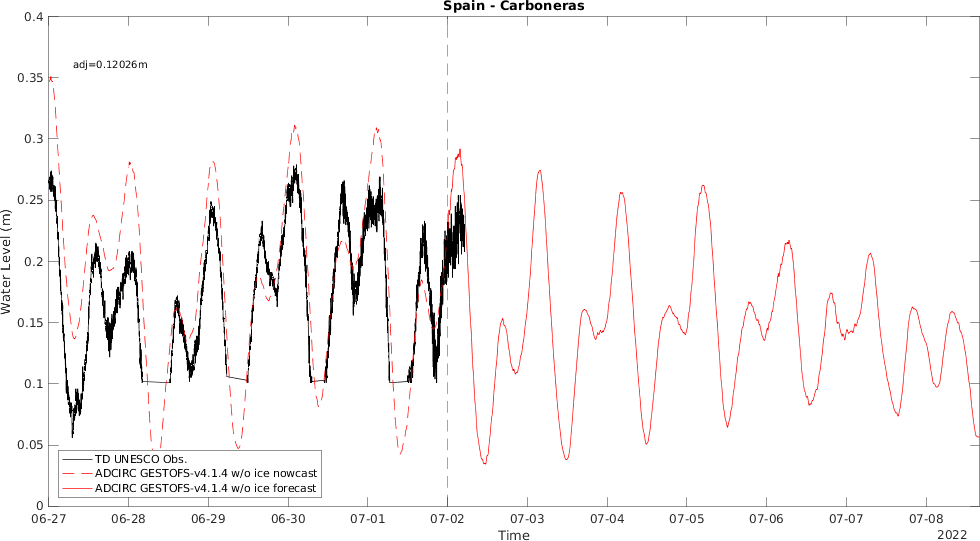 Spain - Carboneras
adj=0.12026m
0.4
0.35
0.3
0.25
0.2
0.15
0.1
0.05
0
Water Level (m)
TD UNESCO Obs.
ADCIRC GESTOFS-v4.1.4 w/o ice nowcast
ADCIRC GESTOFS-v4.1.4 w/o ice forecast
06-27 06-28 06-29 06-30 07-01 07-02 07-03 07-04 07-05 07-06 07-07 07-08
Time
2022